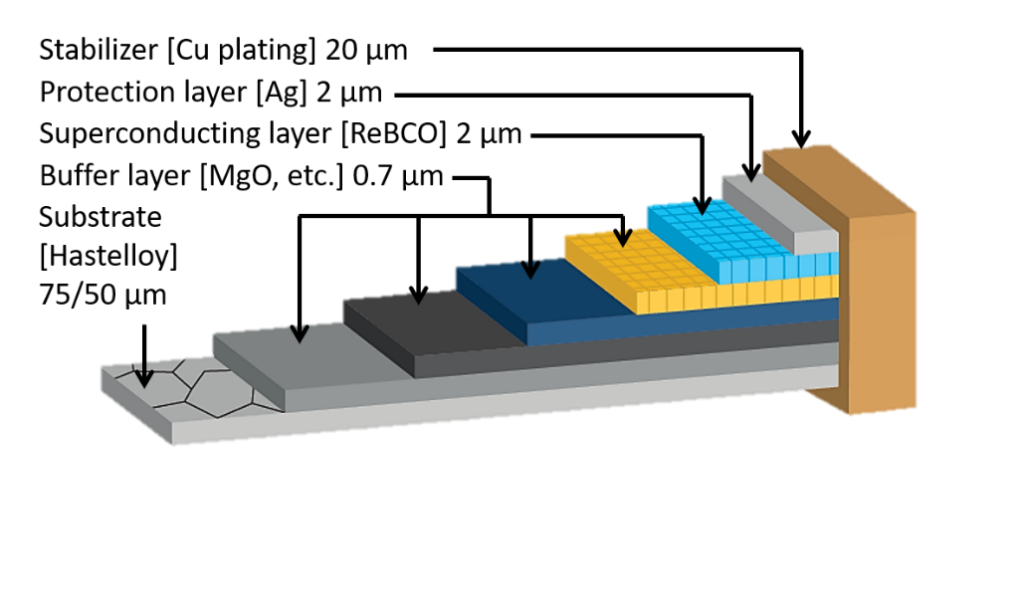 Stabilizer [Cu plating] 20 µm
Protection layer [Ag] 2 µm
Superconducting layer [ReBCO] 2 µm
Buffer layer [MgO, etc.] 0.7 µm
Substrate
[Hastelloy]
75/50 µm